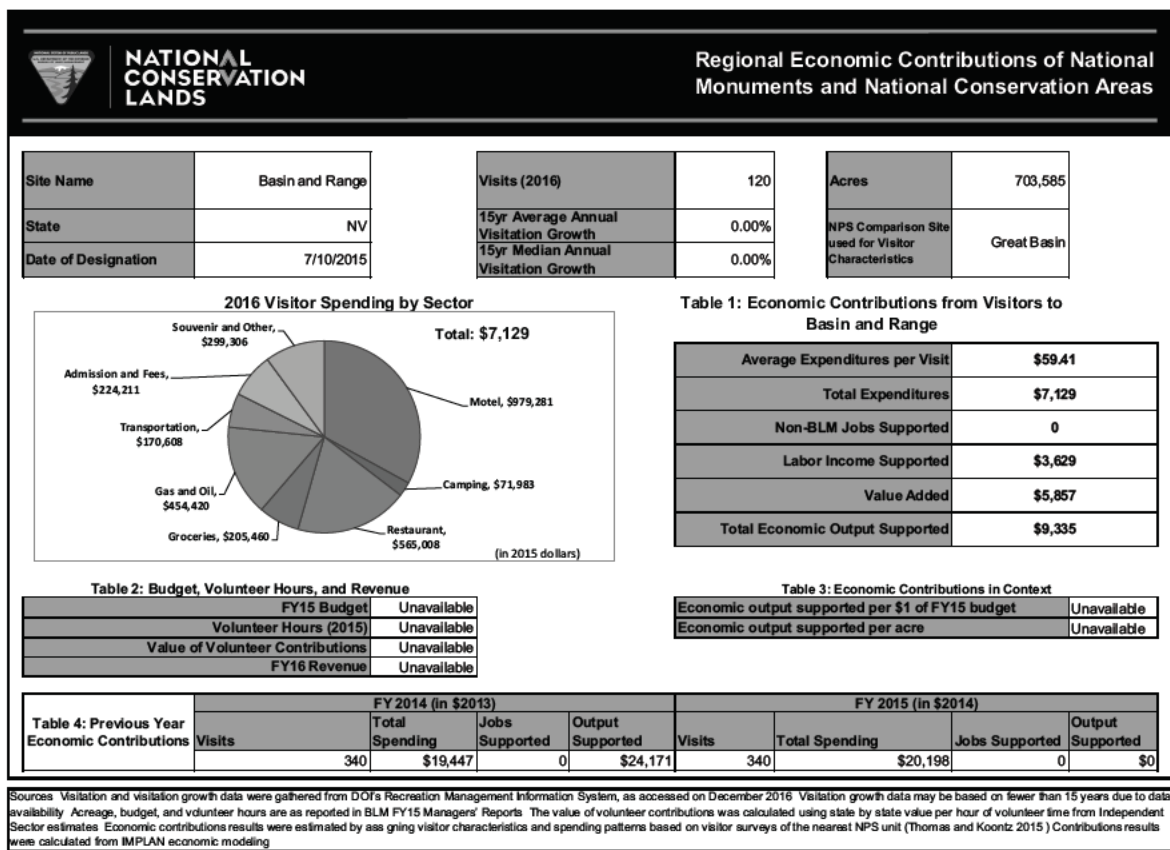 NATIONAL
CONSERVATION
LANDS
Regional Economic Contributions of National
Monuments and National Conservation Areas
Site Name Basin and Range
State NV
Date of Designation 7/10/2015
Visits (2016) 120
15yr Average Annual
Visitation Growth 0.00%
15yr Median Annual
Visitation Growth 0.00%
Acres 703,585
NPS Comparison Site
used for Visitor
Characteristics
Great Basin
2016 Visitor Spending by Sector
Total: $7,129
Souvenir and Other,
$299,306
Admission and Fees,
$224,211
Transportation,
$170,608
Gas and Oil,
$454,420
Groceries, $205,460
Motel, $979,281
Camping, $71,983
Restaurant,
$565,008
(in 2015 dollars)
Table 1: Economic Contributions from Visitors to
Basin and Range
Average Expenditures per Visit $59.41
Total Expenditures $7,129
Non-BLM Jobs Supported 0
Labor Income Supported $3,629
Value Added $5,857
Total Economic Output Supported $9,335
Table 2: Budget, Volunteer Hours, and Revenue
FY15 Budget Unavailable
Volunteer Hours (2015) Unavailable
Value of Volunteer Contributions Unavailable
FY16 Revenue Unavailable
Table 3: Economic Contributions in Context
Economic output supported per $1 of FY15 budget Unavailable
Economic output supported per acre Unavailable
Table 4: Previous Year
Economic Contributions
FY 2014 (in $2013) FY 2015 (in $2014)
Visits Total Spending Jobs Supported Output Supported Visits Total Spending Jobs Supported Output Supported
340 $19,447 0 $24,171 340 $20,198 0 $0
Sources Visitation and visitation growth data were gathered from DOI's Recreation Management Information System, as accessed on December 2016 Visitation growth data may be based on fewer than 15 years due to data
availability Acreage, budget, and volunteer hours are as reported in BLM FY15 Managers' Reports The value of volunteer contributions was calculated using state by state value per hour of volunteer time from Independent
Sector estimates Economic contributions results were estimated by ass gning visitor characteristics and spending patterns based on visitor surveys of the nearest NPS unit (Thomas and Koontz 2015 ) Contributions results
were calculated from IMPLAN economic modeling